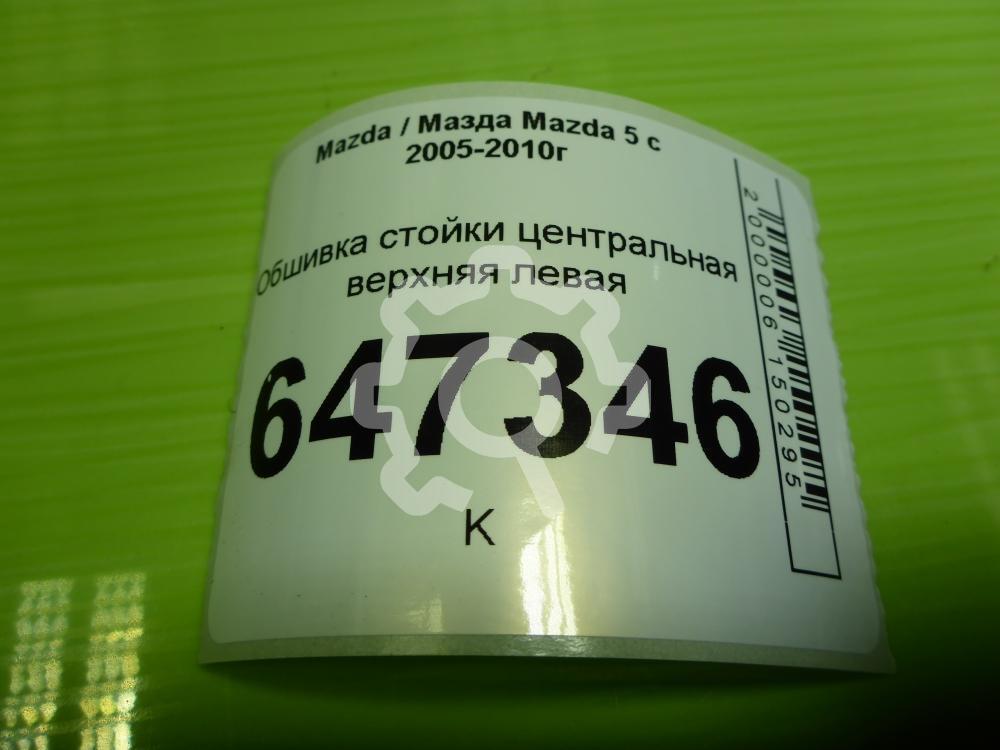 Mazda / Мазда Mazda 5 с
2005-2010г
Обшивка стойки центральная
верхняя левая
647346
К
2000006150295